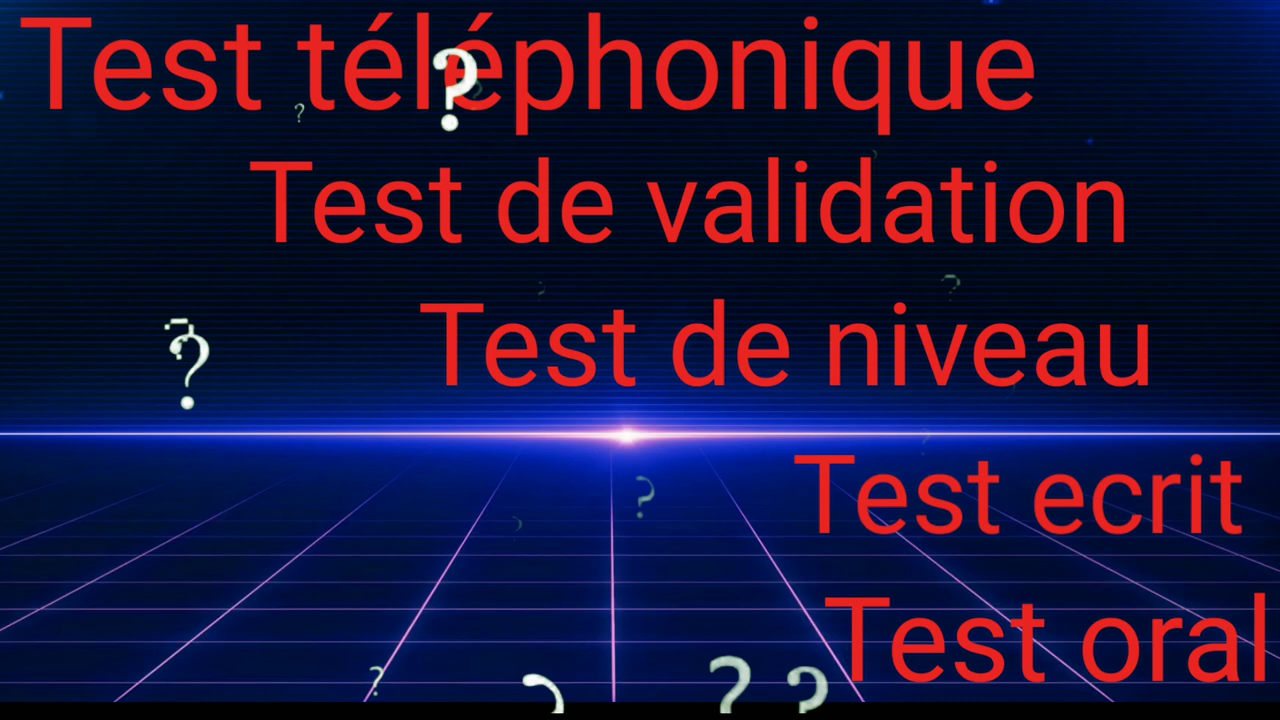 Test téléphonique
Test de validation
Test de niveau
Test ecrit
Test oral